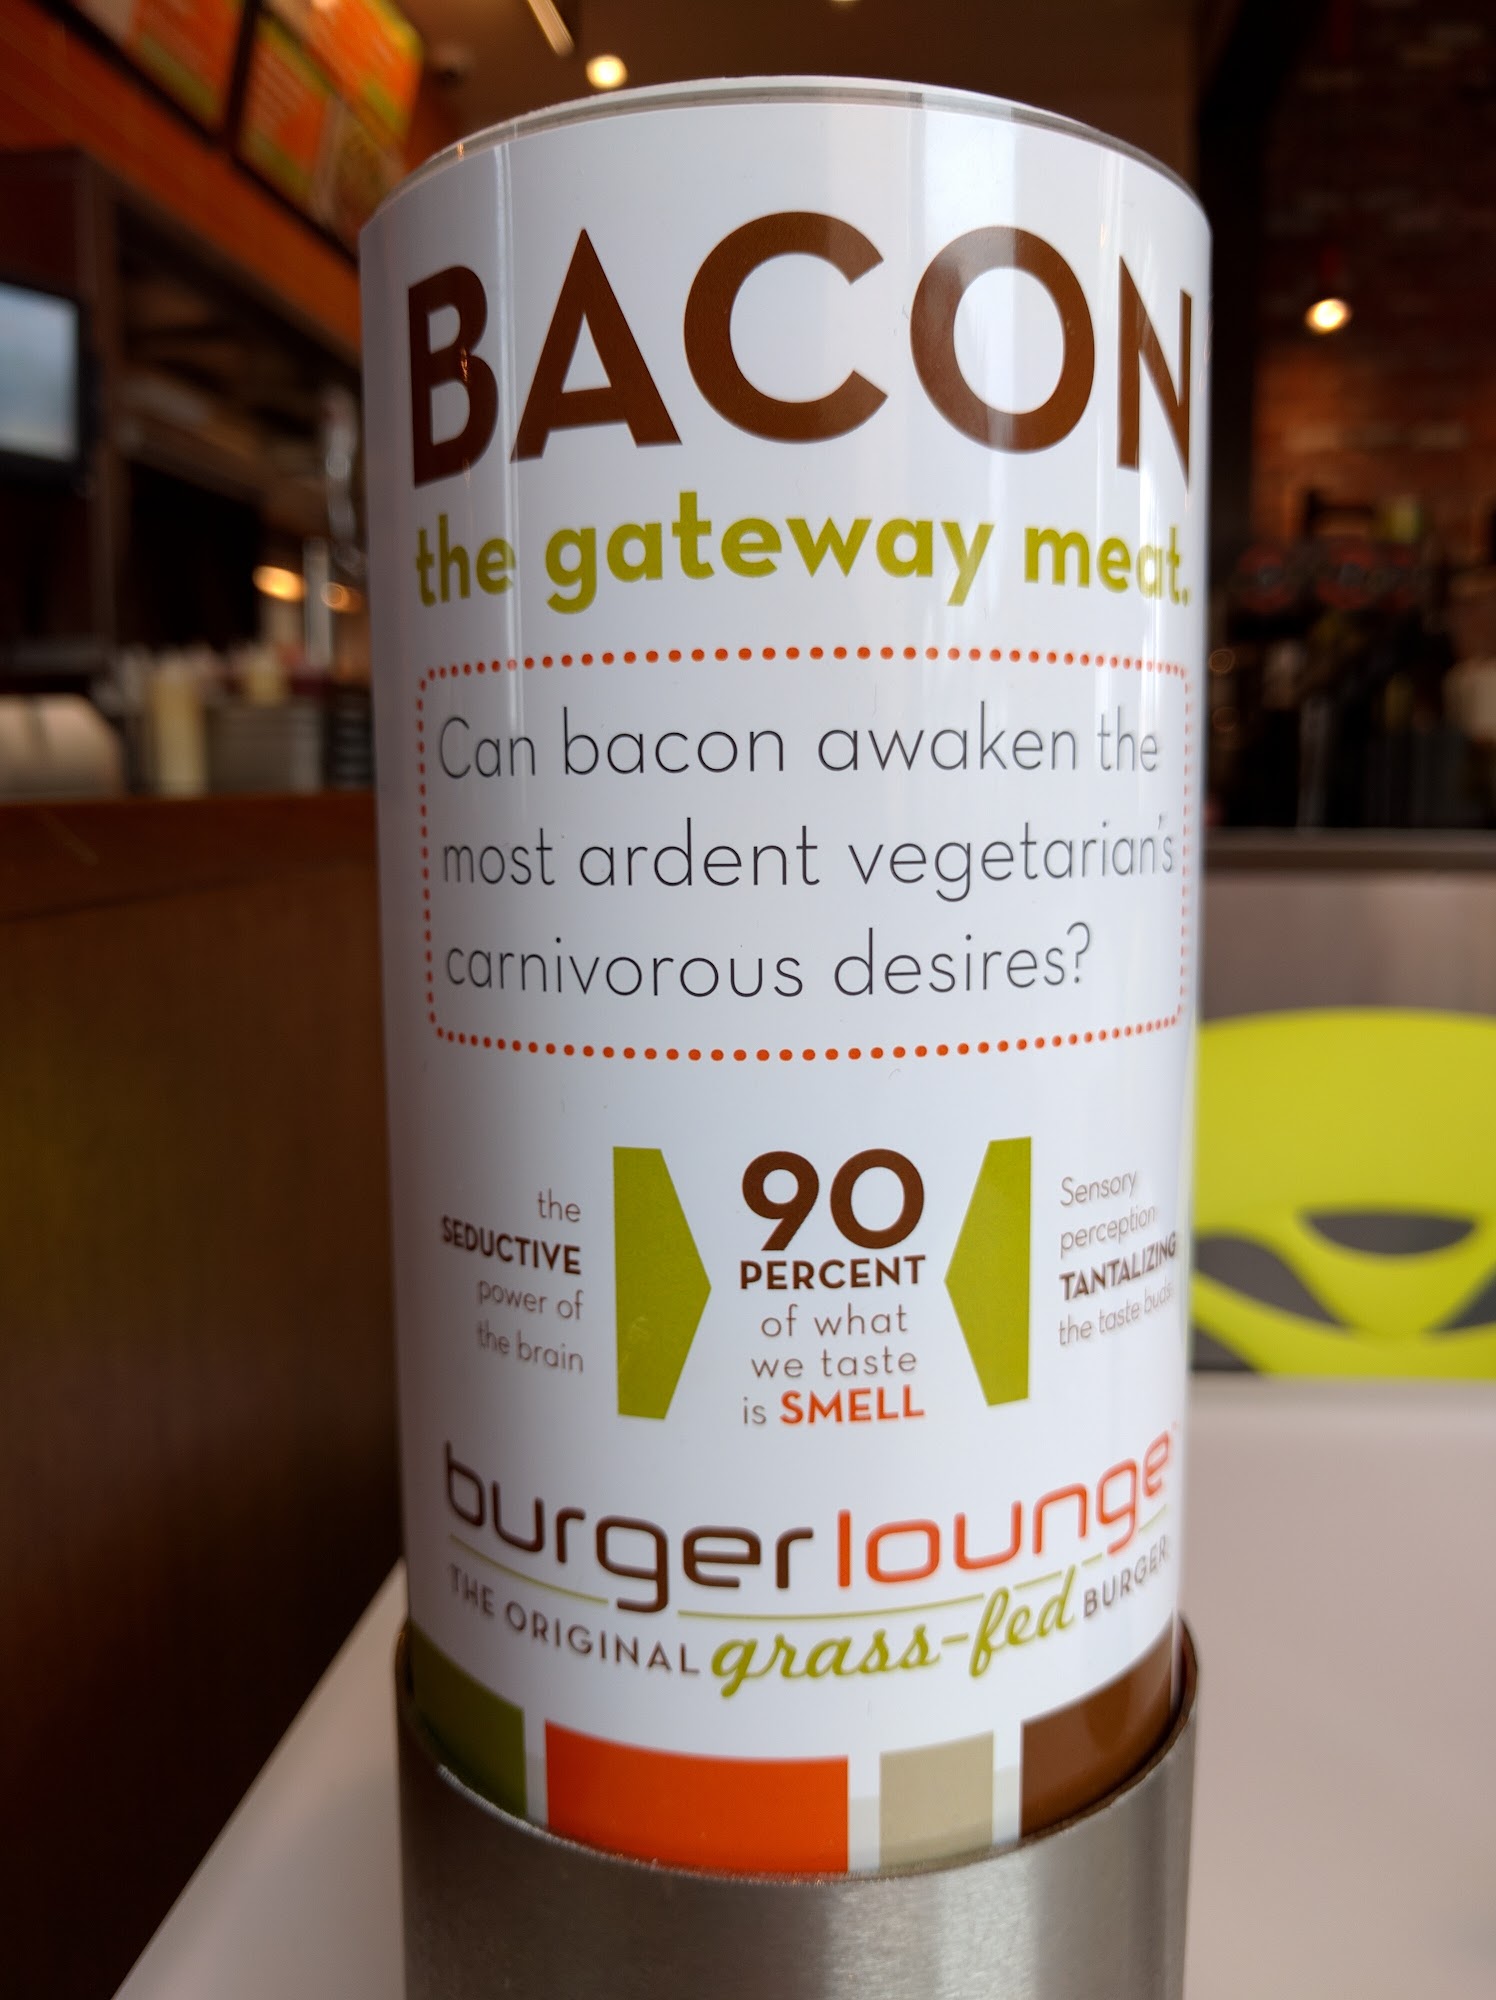 BACON
the gateway meat.
Can bacon awaken the
most ardent vegetarian's
carnivorous desires?
the
SEDUCTIVE
power of
the brain
90
PERCENT
of what
we taste
is SMELL
Sensory
perception
TANTALIZING
the taste buds
burgerlounge
THE ORIGINAL grass-fed BURGER